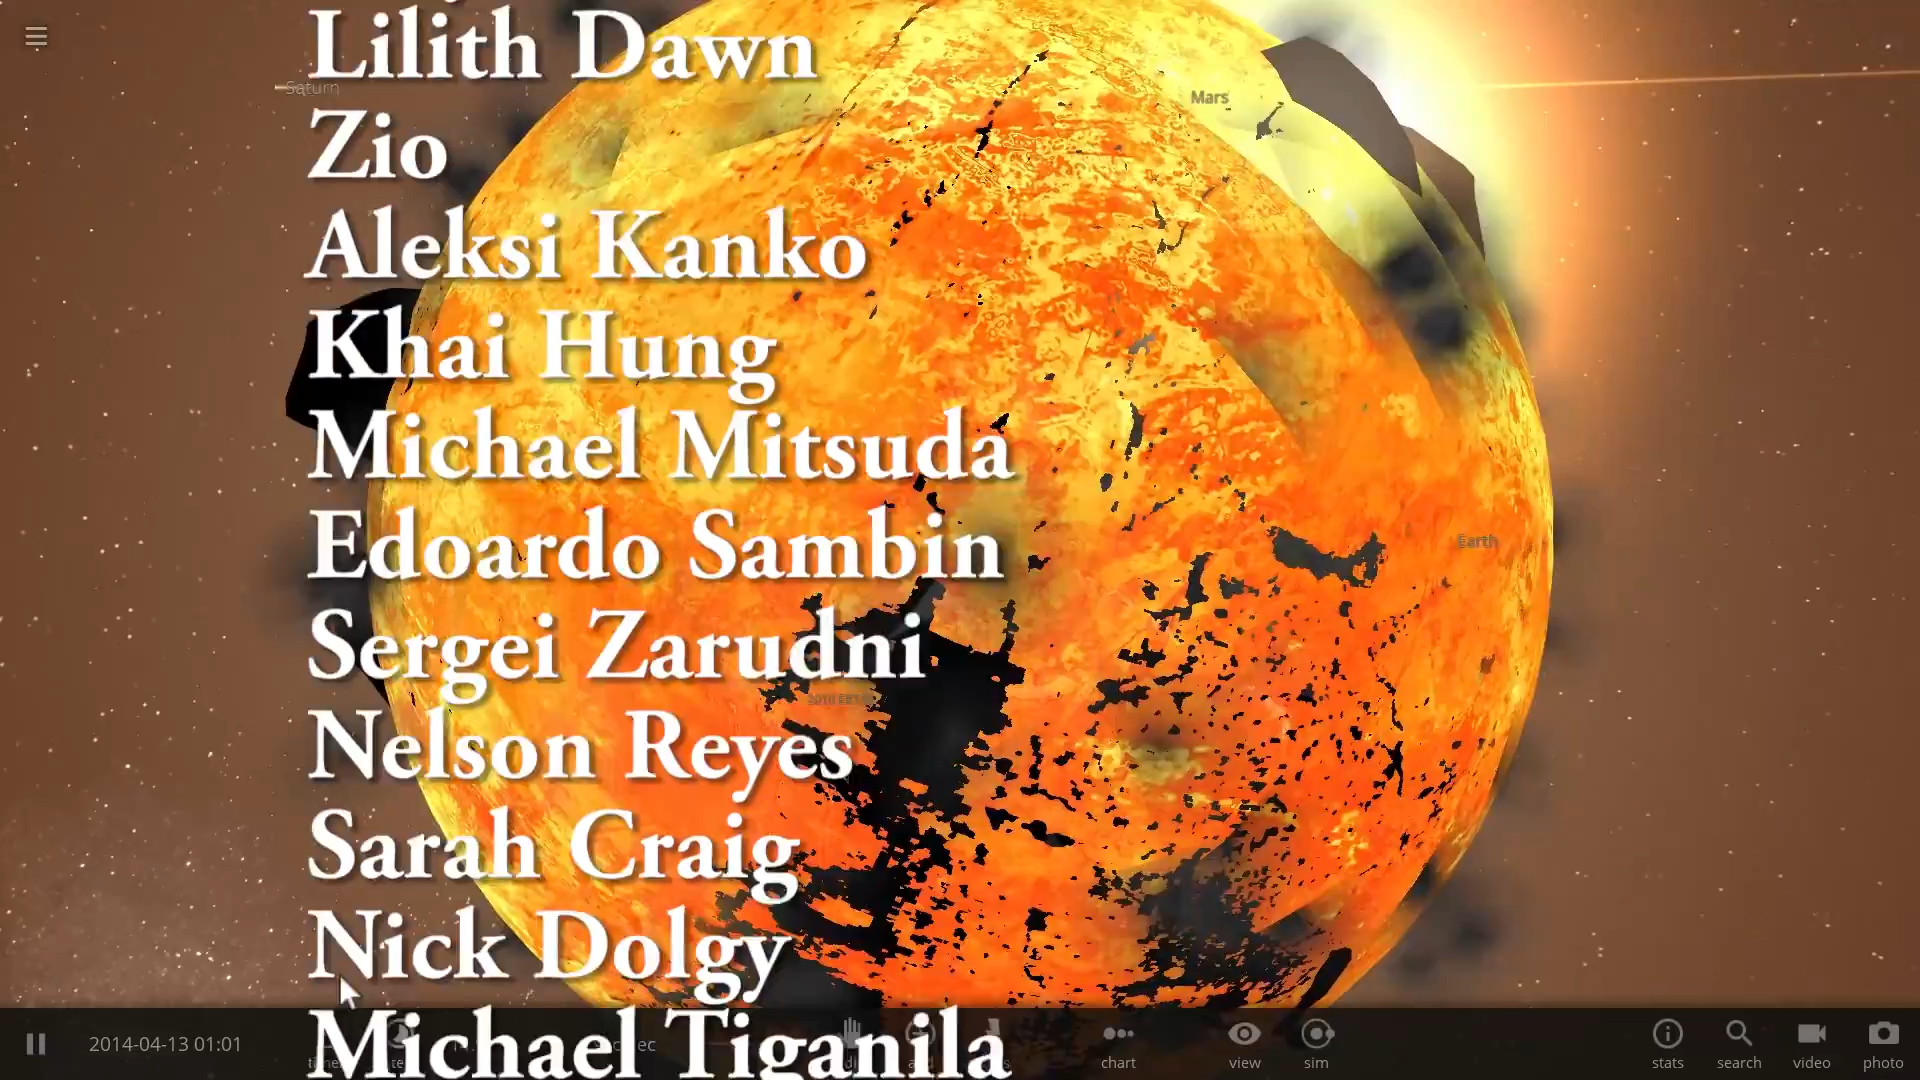 Lilith Dawn
Saturn
Mars
Zio
Aleksi Kanko
Khai Hung
Michael Mitsuda
Edoardo Sambin
Earth
Sergei Zarudni
Nelson Reyes
Sarah Craig
Nick Dolgy
Michael Tiganila
2014-04-13 01:01
chart
view
sim
stats
search
video
photo